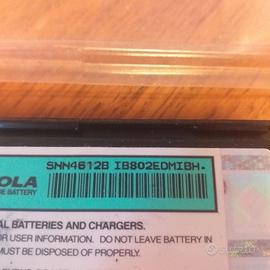 SNN4612B IB802EDMIBH.
OLA
E BATTERY
AL BATTERIES AND CHARGERS.
OR USER INFORMATION. DO NOT LEAVE BATTERY IN
MUST BE DISPOSED OF PROPERLY.